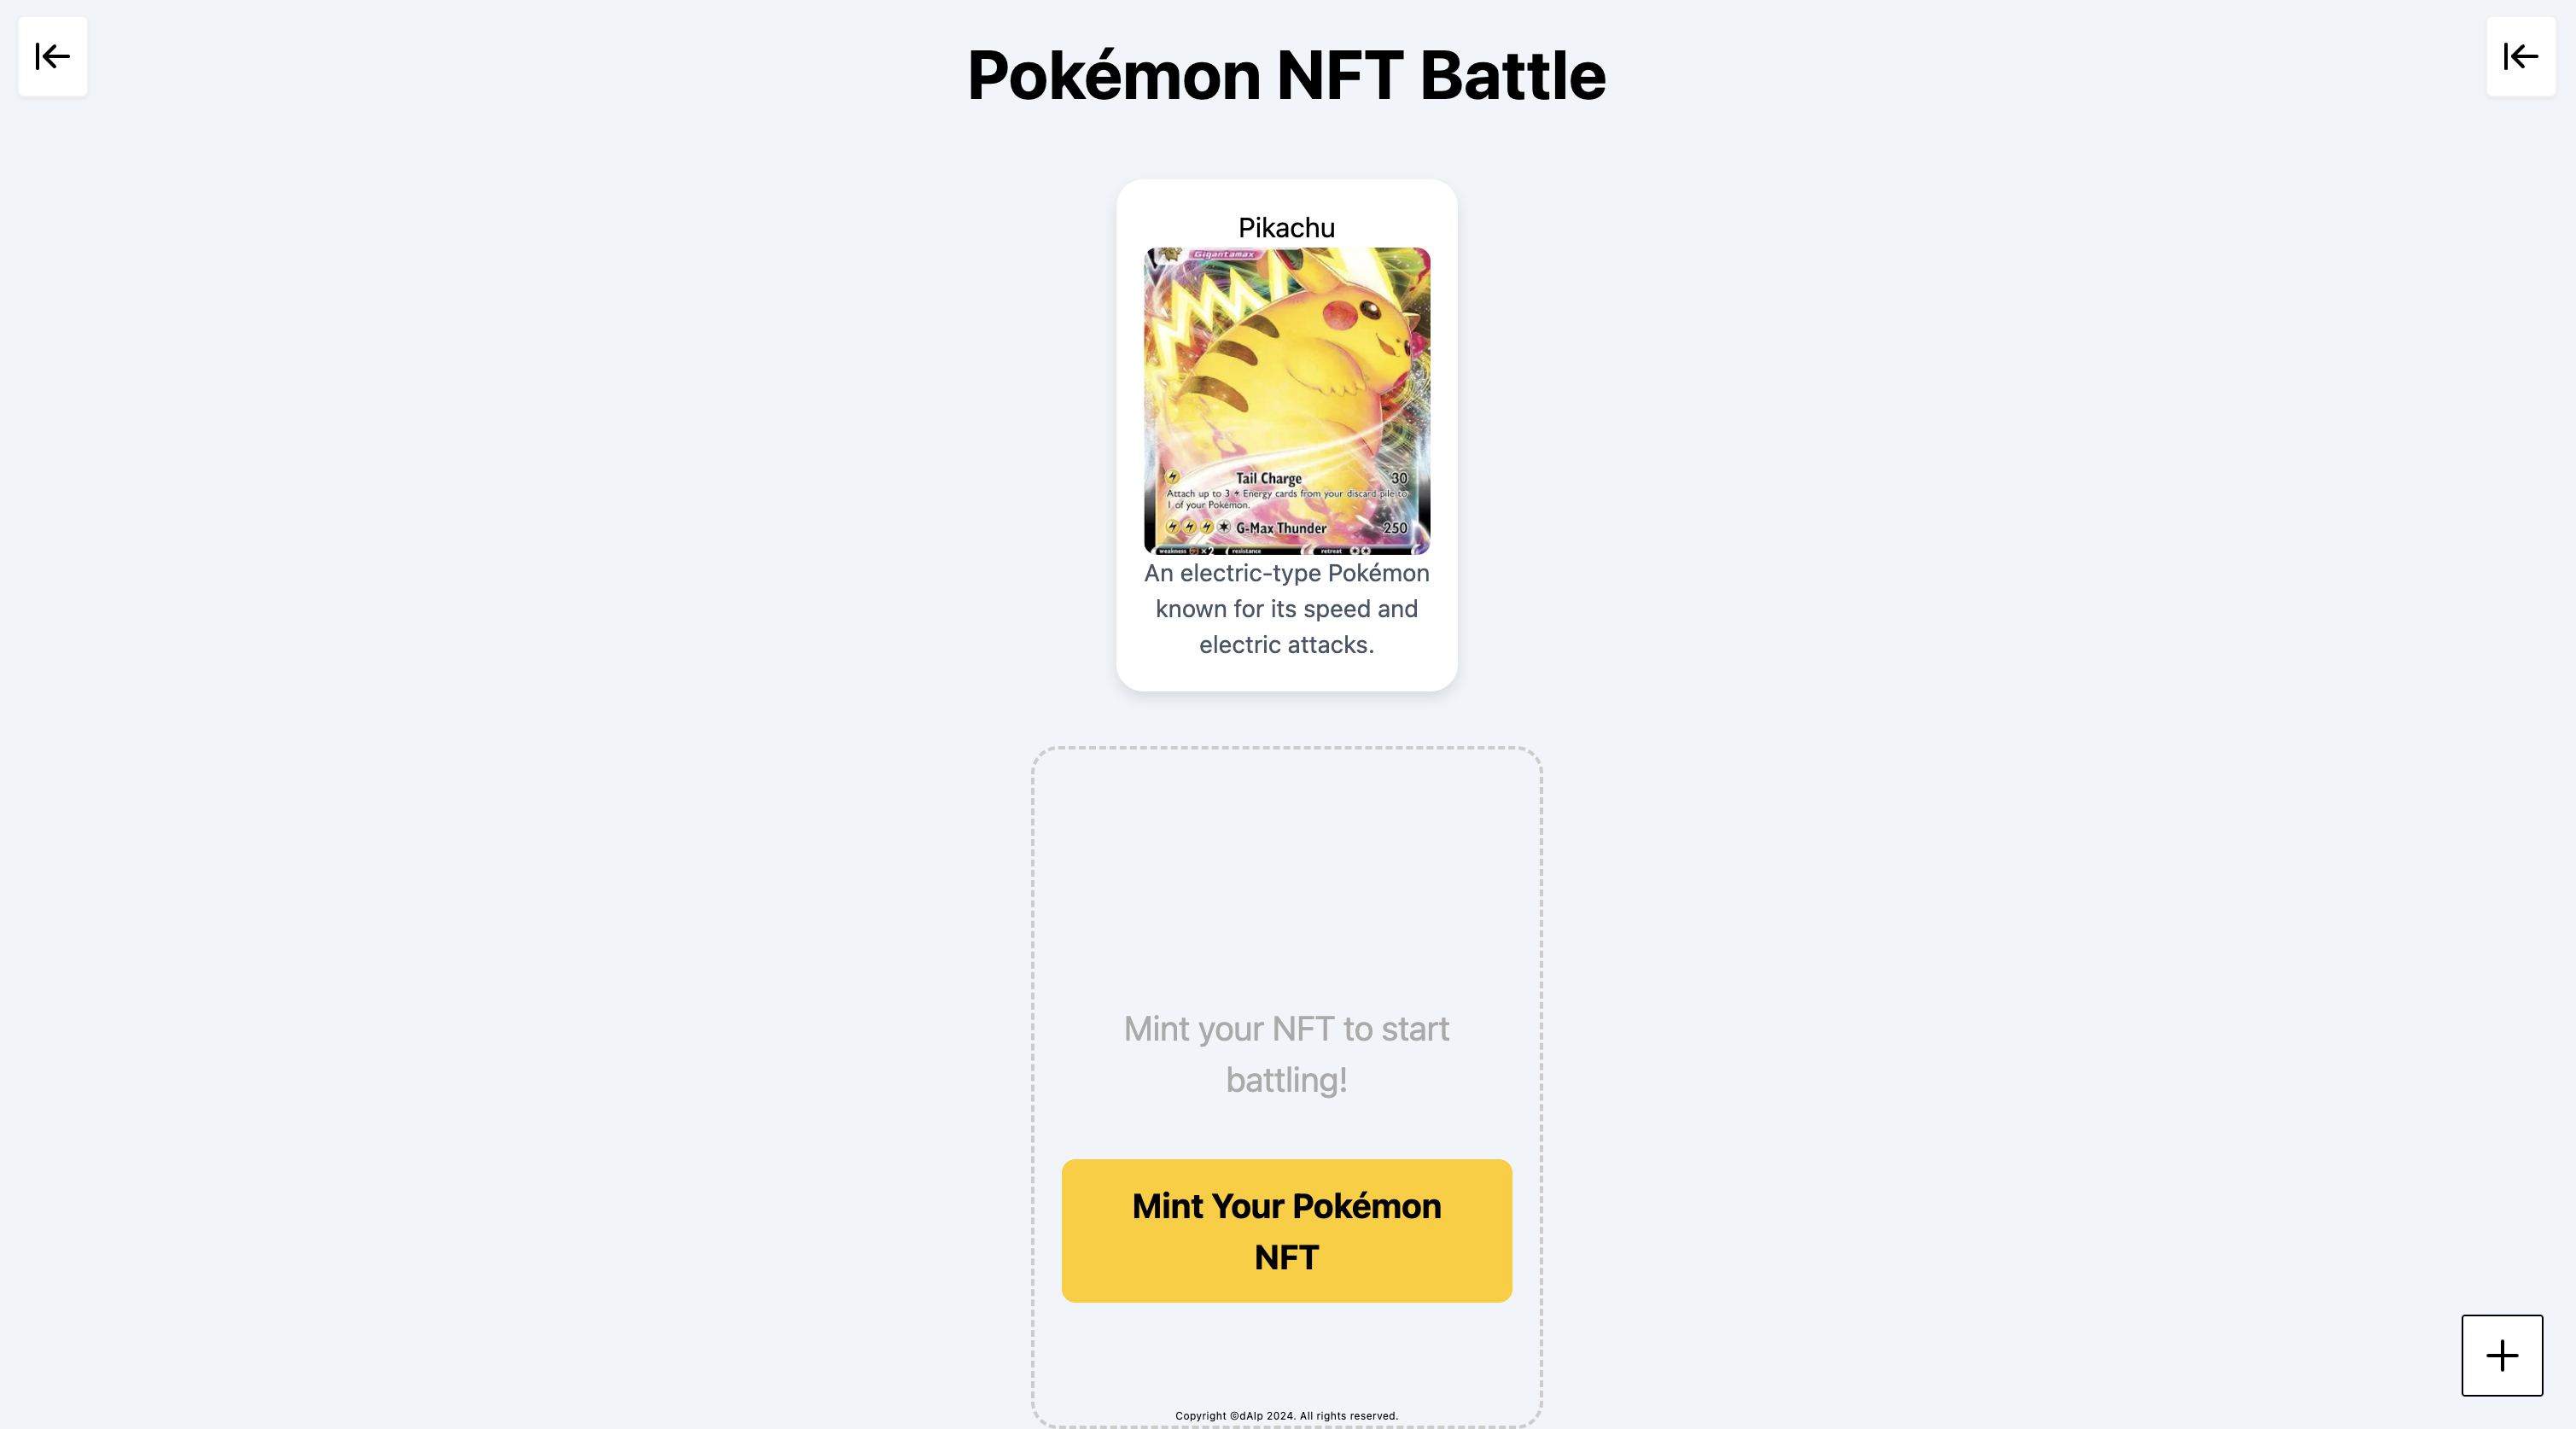 Pokémon NFT Battle
Pikachu
Gigantamax
Tail Charge 30
Attach up to 3 Energy cards from your discard pile to
1 of your Pokémon.
G-Max Thunder 250
weakness ×2 resistance retreat
An electric-type Pokémon
known for its speed and
electric attacks.
Mint your NFT to start
battling!
Mint Your Pokémon
NFT
Copyright ©dAIp 2024. All rights reserved.